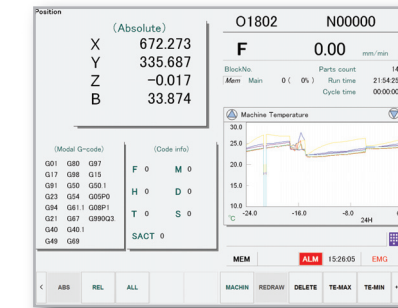 Position
(Absolute)
X 672.273
Y 335.687
Z -0.017
B 33.874
O1802 N00000
F 0.00 mm/min
BlockNo. Parts count 14
Mem Main 0 ( 0% ) Run time 21:54:25
Cycle time 00:00:00
Machine Temperature
30.0
25.0
20.0
15.0
10.0
°C -24.0 -16.0 -8.0
24H
(Modal G-code) (Code info)
G01 G80 G97
G17 G98 G15
G91 G50 G50.1
G23 G54 G05P0
G94 G61.1 G08P1
G21 G67 G990Q3
G40 G40.1
G49 G69
F 0 M 0
H 0 D 0
T 0 S 0
SACT 0
MEM ALM 15:26:05 EMG
< ABS REL ALL MACHIN REDRAW DELETE TE-MAX TE-MIN